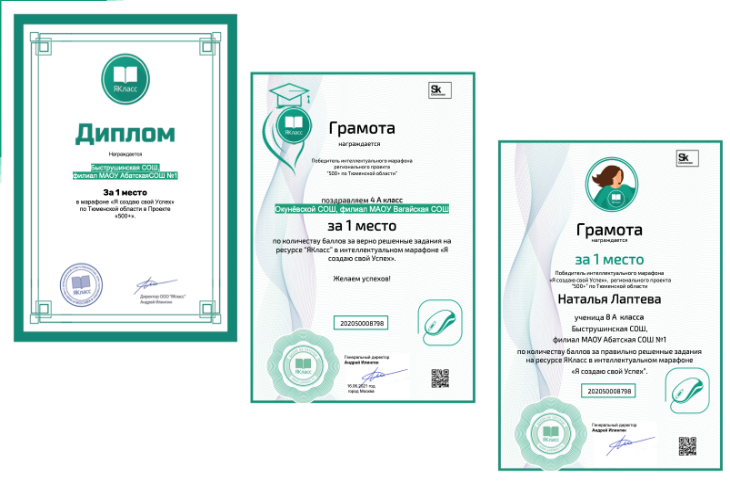 ЯКласс
Диплом
Награждается
Быструшинская СОШ,
филиал МАОУ АбатскаяСОШ №1
За 1 место
в марафоне «Я создаю свой Успех»
по Тюменской области в Проекте
«500+».
ЯКласс
Директор ООО "ЯКласс"
Андрей Илингин
Sk
ЯКласс
Грамота
награждается
Победитель интеллектуального марафона
регионального проекта
"500+ по Тюменской области"
поздравляем 4 А класс
Окунёвской СОШ, филиал МАОУ Вагайская СОШ
за 1 место
по количеству баллов за верно решенные задания на
ресурсе "ЯКласс" в интеллектуальном марафоне «Я
создаю свой Успех».
Желаем успехов!
202050008798
ЯКласс
Генеральный директор
Андрей Илингин
16.06.2021 год
город Москва
Sk
Грамота
награждается
за 1 место
Победитель интеллектуального марафона
«Я создаю свой Успех», регионального проекта
"500+" по Тюменской области
Наталья Лаптева
ученица 8 А класса
Быструшинская СОШ,
филиал МАОУ Абатская СОШ №1
по количеству баллов за правильно решенные задания
на ресурсе ЯКласс в интеллектуальном марафоне
«Я создаю свой Успех".
202050008798
ЯКласс
Генеральный директор
Андрей Илингин